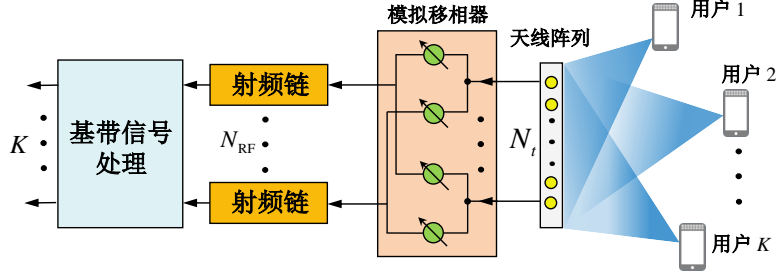 模拟移相器
天线阵列
用户 1
用户 2
用户 K
射频链
射频链
基带信号
处理
K
N_RF
N_t